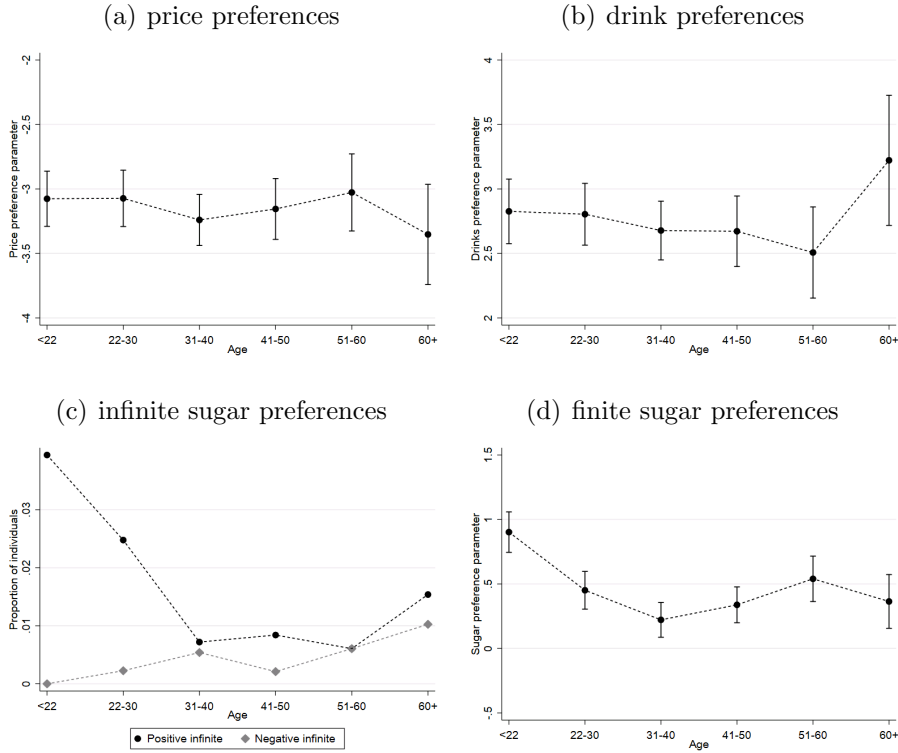 (a) price preferences
Price preference parameter
-2
-2.5
-3
-3.5
-4
<22 22-30 31-40 41-50 51-60 60+
Age
(b) drink preferences
Drinks preference parameter
4
3.5
3
2.5
2
<22 22-30 31-40 41-50 51-60 60+
Age
(c) infinite sugar preferences
Proportion of individuals
.03
.02
.01
0
<22 22-30 31-40 41-50 51-60 60+
Age
Positive infinite Negative infinite
(d) finite sugar preferences
Sugar preference parameter
1.5
1
.5
0
-.5
<22 22-30 31-40 41-50 51-60 60+
Age